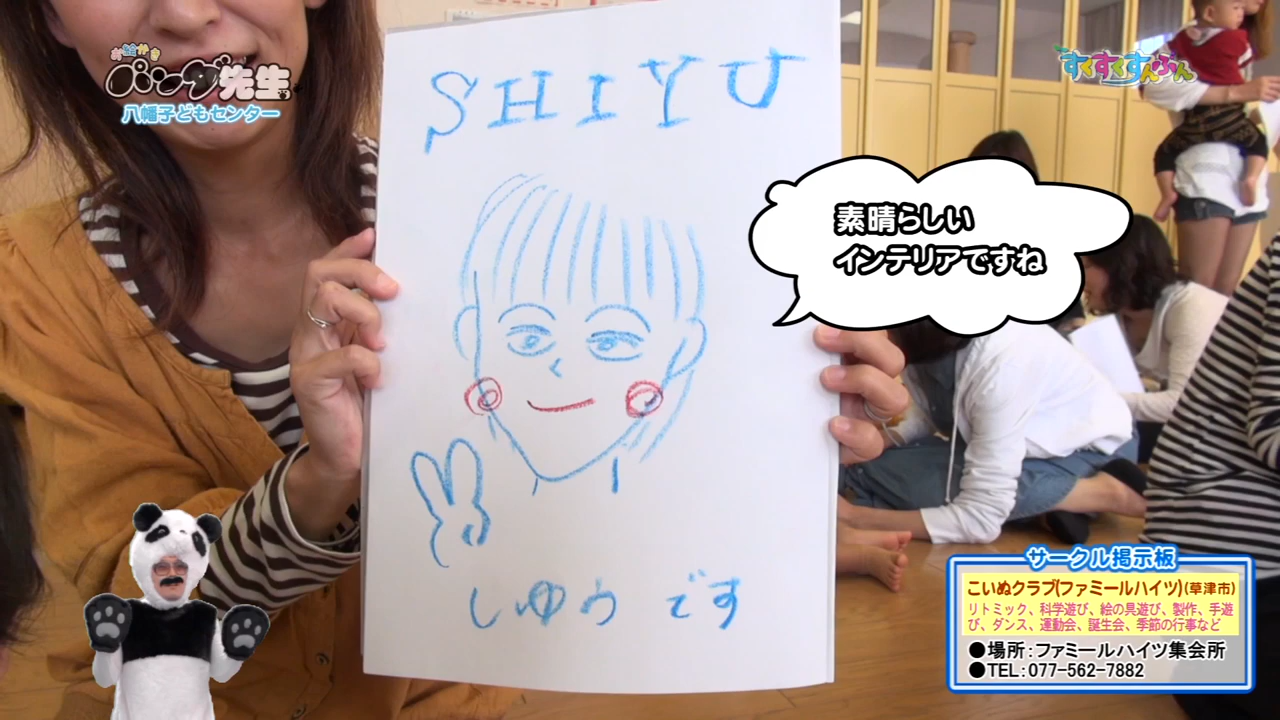 お絵かき
パンダ先生
八幡子どもセンター
すくすくすんぷん
SHIYU
素晴らしい
インテリアですね
しゆう です
サークル掲示板
こいぬクラブ(ファミールハイツ)(草津市)
リトミック、科学遊び、絵の具遊び、製作、手遊
び、ダンス、運動会、誕生会、季節の行事など
●場所:ファミールハイツ集会所
●TEL:077-562-7882